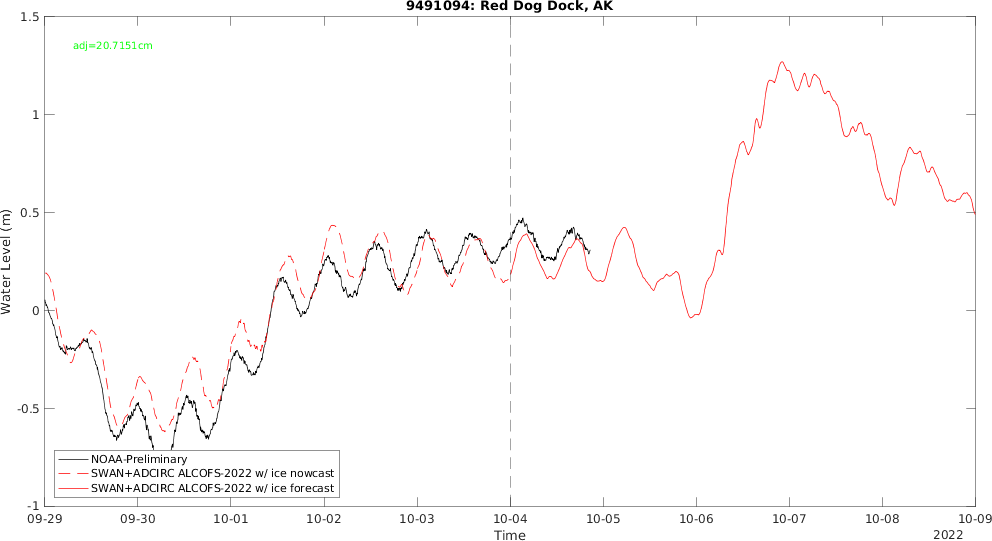 9491094: Red Dog Dock, AK
adj=20.7151cm
1.5
1
0.5
0
-0.5
-1
Water Level (m)
NOAA-Preliminary
SWAN+ADCIRC ALCOFS-2022 w/ ice nowcast
SWAN+ADCIRC ALCOFS-2022 w/ ice forecast
09-29 09-30 10-01 10-02 10-03 10-04 10-05 10-06 10-07 10-08 10-09
Time
2022